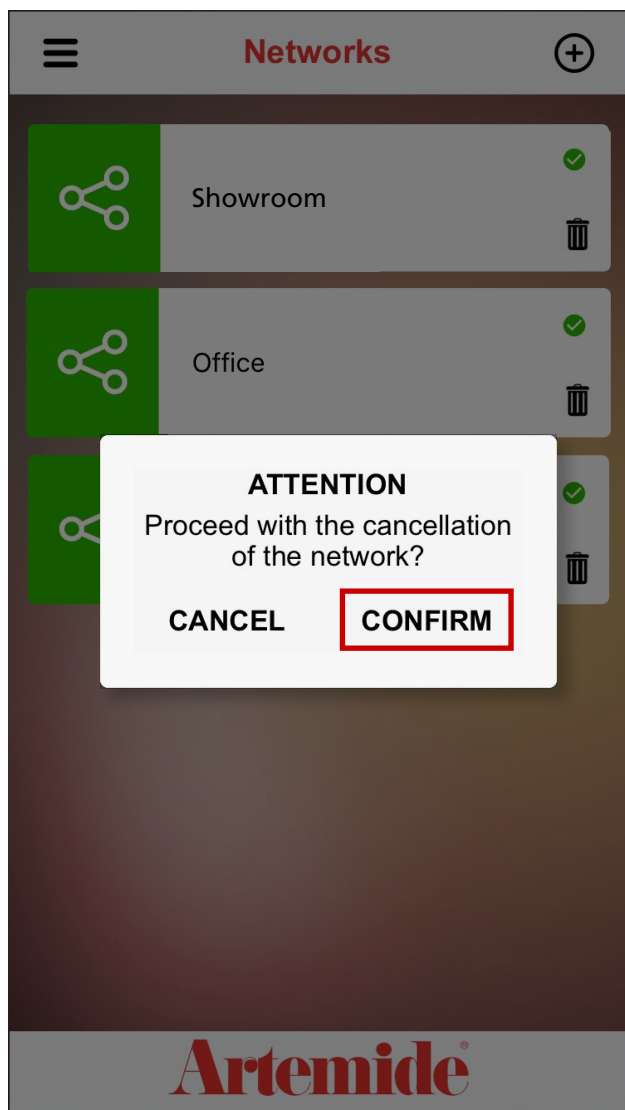 Networks
Showroom
Office
ATTENTION
Proceed with the cancellation
of the network?
CANCEL CONFIRM
Artemide®